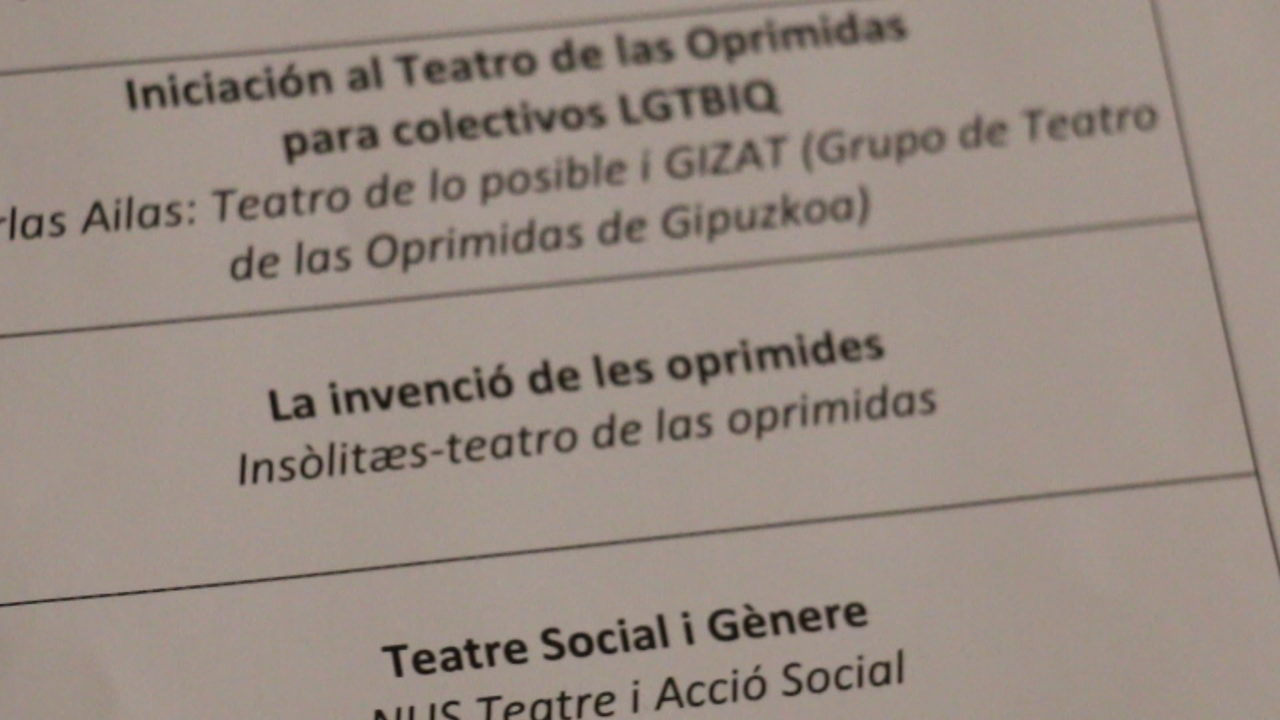 Iniciación al Teatro de las Oprimidas
para colectivos LGTBIQ
Ailas: Teatro de lo posible i GIZAT (Grupo de Teatro
de las Oprimidas de Gipuzkoa)
La invenció de les oprimides
Insòlitæs-teatro de las oprimidas
Teatre Social i Gènere
NUS Teatre i Acció Social